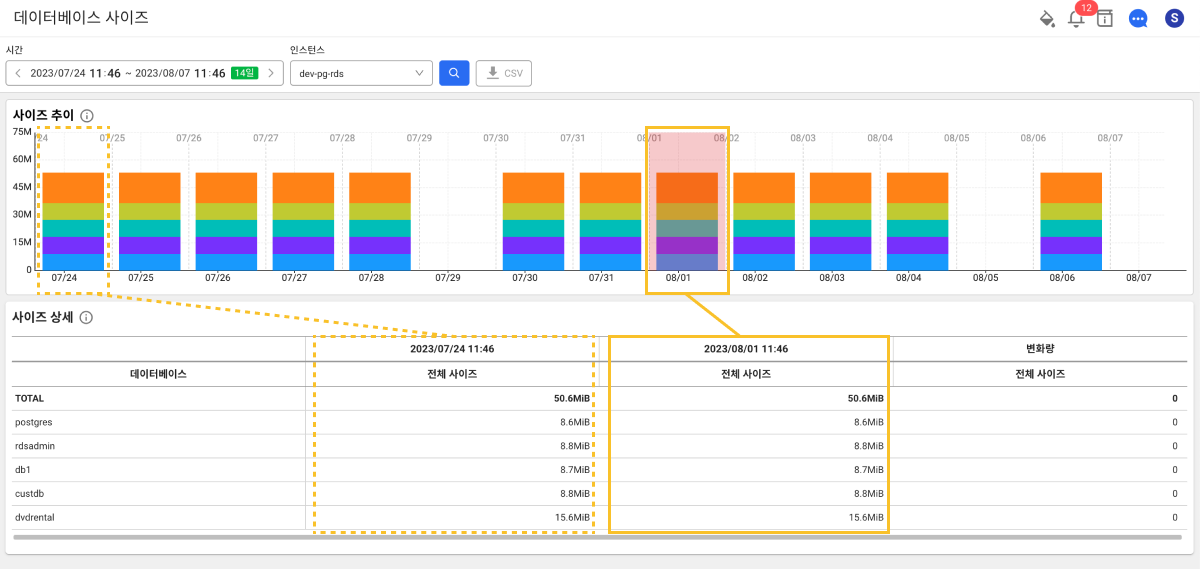 데이터베이스 사이즈
12
S
시간
인스턴스
2023/07/24 11:46 ~ 2023/08/07 11:46 14일
dev-pg-rds
CSV
사이즈 추이
75M
60M
45M
30M
15M
0
24 07/25 07/26 07/27 07/28 07/29 07/30 07/31 08/01 08/02 08/03 08/04 08/05 08/06 08/07
07/24 07/25 07/26 07/27 07/28 07/29 07/30 07/31 08/01 08/02 08/03 08/04 08/05 08/06 08/07
사이즈 상세
2023/07/24 11:46 2023/08/01 11:46 변화량
데이터베이스 전체 사이즈 전체 사이즈 전체 사이즈
TOTAL 50.6MiB 50.6MiB 0
postgres 8.6MiB 8.6MiB 0
rdsadmin 8.8MiB 8.8MiB 0
db1 8.7MiB 8.7MiB 0
custdb 8.8MiB 8.8MiB 0
dvdrental 15.6MiB 15.6MiB 0